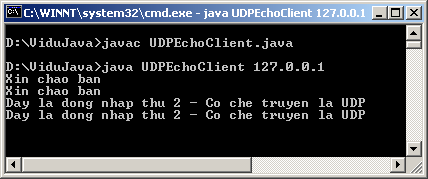 C:\WINNT\system32\cmd.exe - java UDPEchoClient 127.0.0.1
D:\ViduJava>javac UDPEchoClient.java
D:\ViduJava>java UDPEchoClient 127.0.0.1
Xin chao ban
Xin chao ban
Day la dong nhap thu 2 - Co che truyen la UDP
Day la dong nhap thu 2 - Co che truyen la UDP